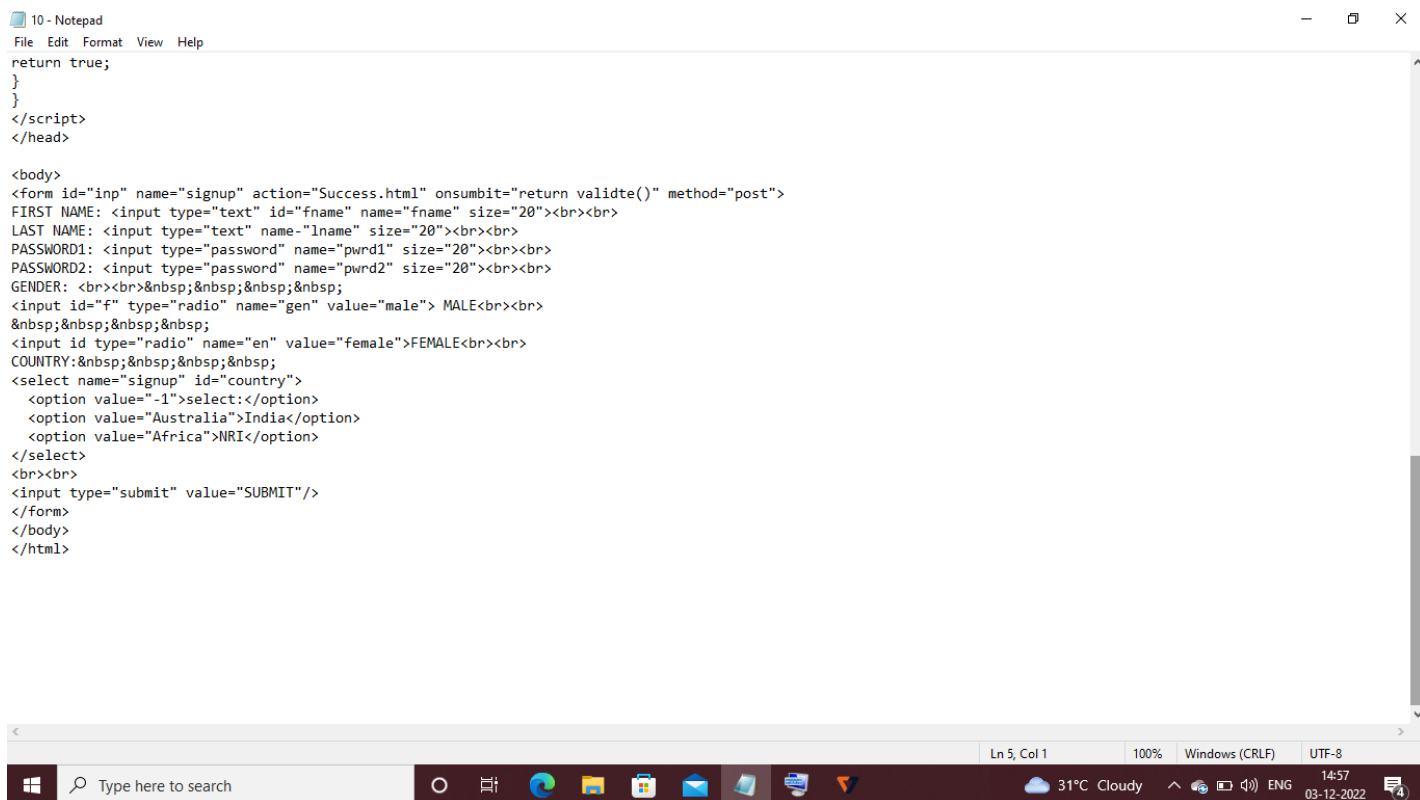 10 - Notepad
File Edit Format View Help
return true;
}
}
</script>
</head>

<body>
<form id="inp" name="signup" action="Success.html" onsumbit="return validte()" method="post">
FIRST NAME: <input type="text" id="fname" name="fname" size="20"><br><br>
LAST NAME: <input type="text" name-"lname" size="20"><br><br>
PASSWORD1: <input type="password" name="pwrd1" size="20"><br><br>
PASSWORD2: <input type="password" name="pwrd2" size="20"><br><br>
GENDER: <br><br>&nbsp;&nbsp;&nbsp;&nbsp;
<input id="f" type="radio" name="gen" value="male"> MALE<br><br>
&nbsp;&nbsp;&nbsp;&nbsp;
<input id type="radio" name="en" value="female">FEMALE<br><br>
COUNTRY:&nbsp;&nbsp;&nbsp;&nbsp;
<select name="signup" id="country">
  <option value="-1">select:</option>
  <option value="Australia">India</option>
  <option value="Africa">NRI</option>
</select>
<br><br>
<input type="submit" value="SUBMIT"/>
</form>
</body>
</html>
Ln 5, Col 1 100% Windows (CRLF) UTF-8
Type here to search 31°C Cloudy ENG 14:57
03-12-2022 4